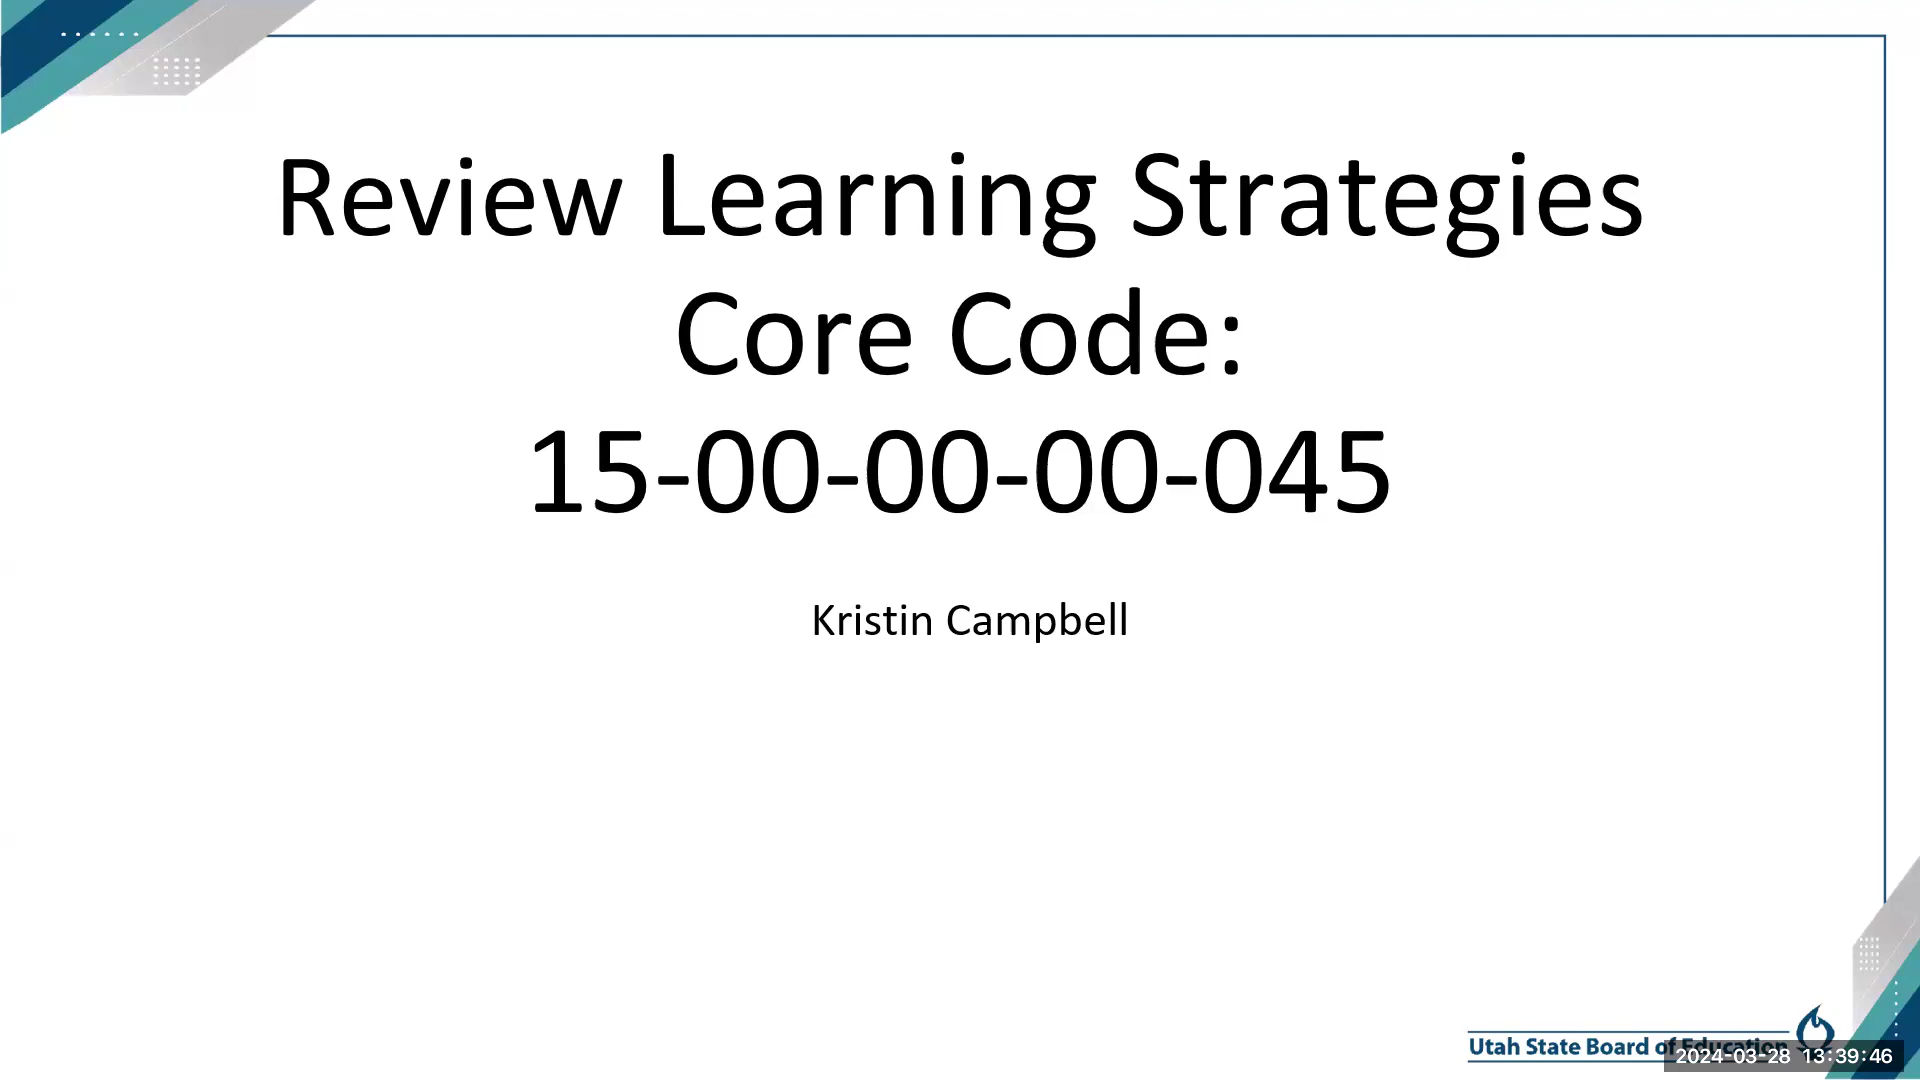 Review Learning Strategies
Core Code:
15-00-00-00-045
Kristin Campbell
Utah State Board of Education
2024-03-28 13:39:46